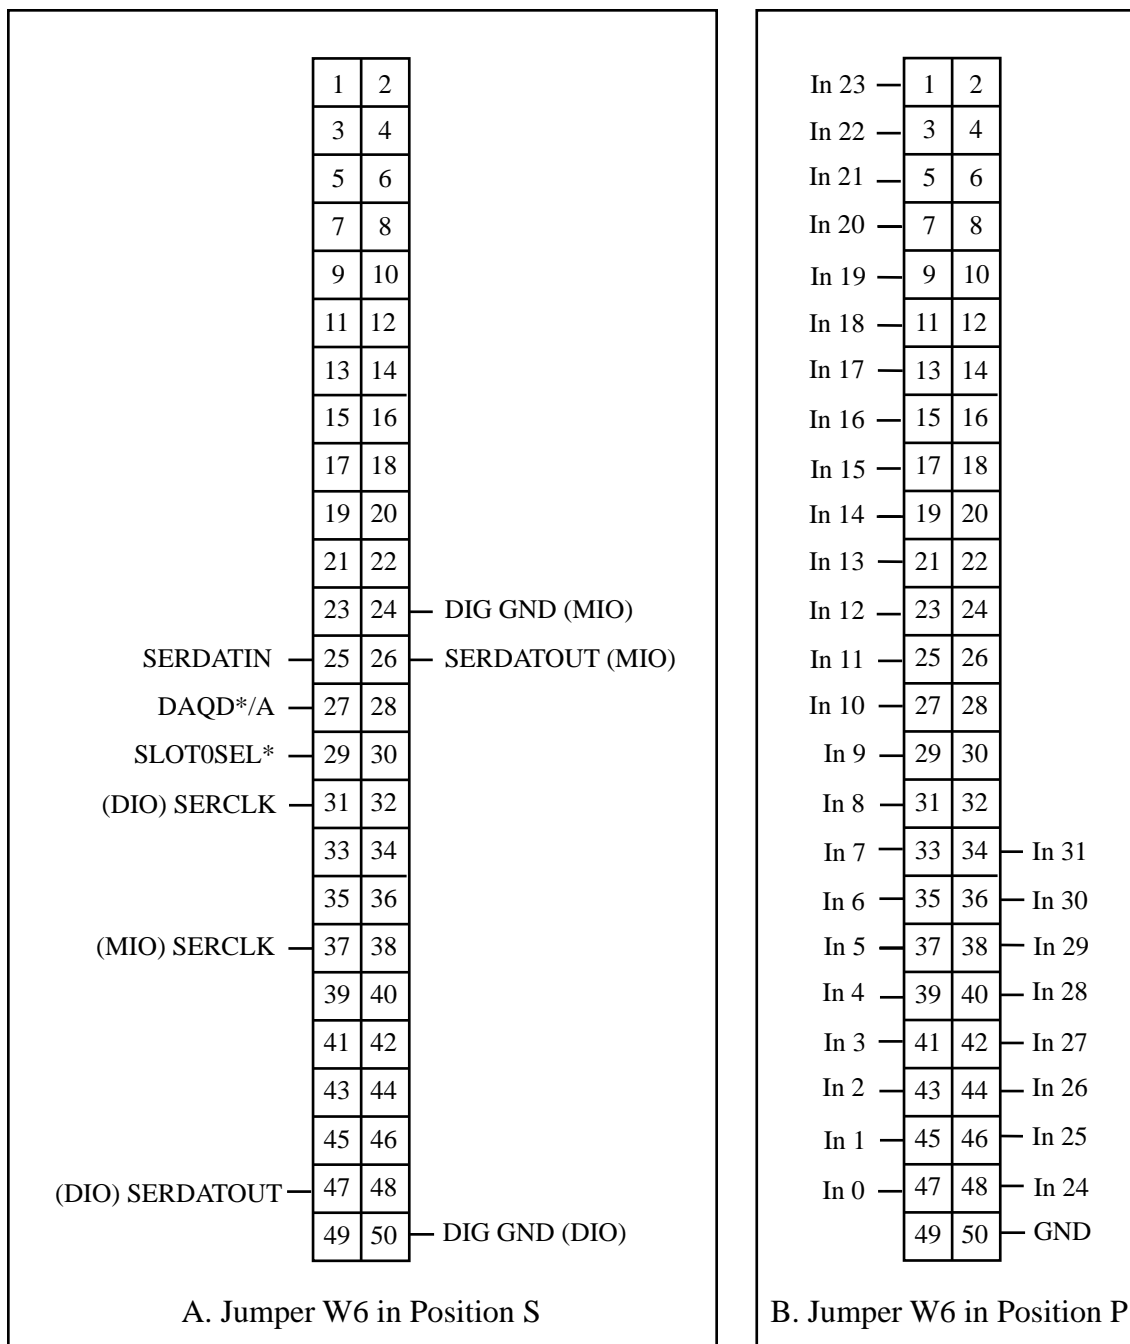 1 2
3 4
5 6
7 8
9 10
11 12
13 14
15 16
17 18
19 20
21 22
23 24 DIG GND (MIO)
SERDATIN 25 26 SERDATOUT (MIO)
DAQD*/A 27 28
SLOT0SEL* 29 30
(DIO) SERCLK 31 32
33 34
35 36
(MIO) SERCLK 37 38
39 40
41 42
43 44
45 46
(DIO) SERDATOUT 47 48
49 50 DIG GND (DIO)
A. Jumper W6 in Position S
In 23 1 2
In 22 3 4
In 21 5 6
In 20 7 8
In 19 9 10
In 18 11 12
In 17 13 14
In 16 15 16
In 15 17 18
In 14 19 20
In 13 21 22
In 12 23 24
In 11 25 26
In 10 27 28
In 9 29 30
In 8 31 32
In 7 33 34 In 31
In 6 35 36 In 30
In 5 37 38 In 29
In 4 39 40 In 28
In 3 41 42 In 27
In 2 43 44 In 26
In 1 45 46 In 25
In 0 47 48 In 24
49 50 GND
B. Jumper W6 in Position P